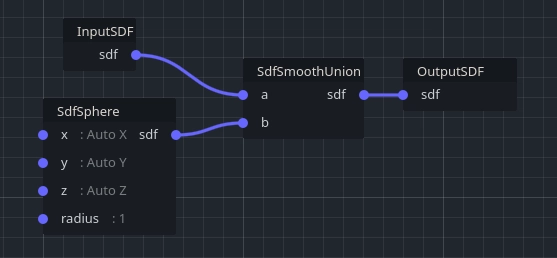 InputSDF
sdf
SdfSphere
x : Auto X sdf
y : Auto Y
z : Auto Z
radius : 1
SdfSmoothUnion
a sdf
b
OutputSDF
sdf